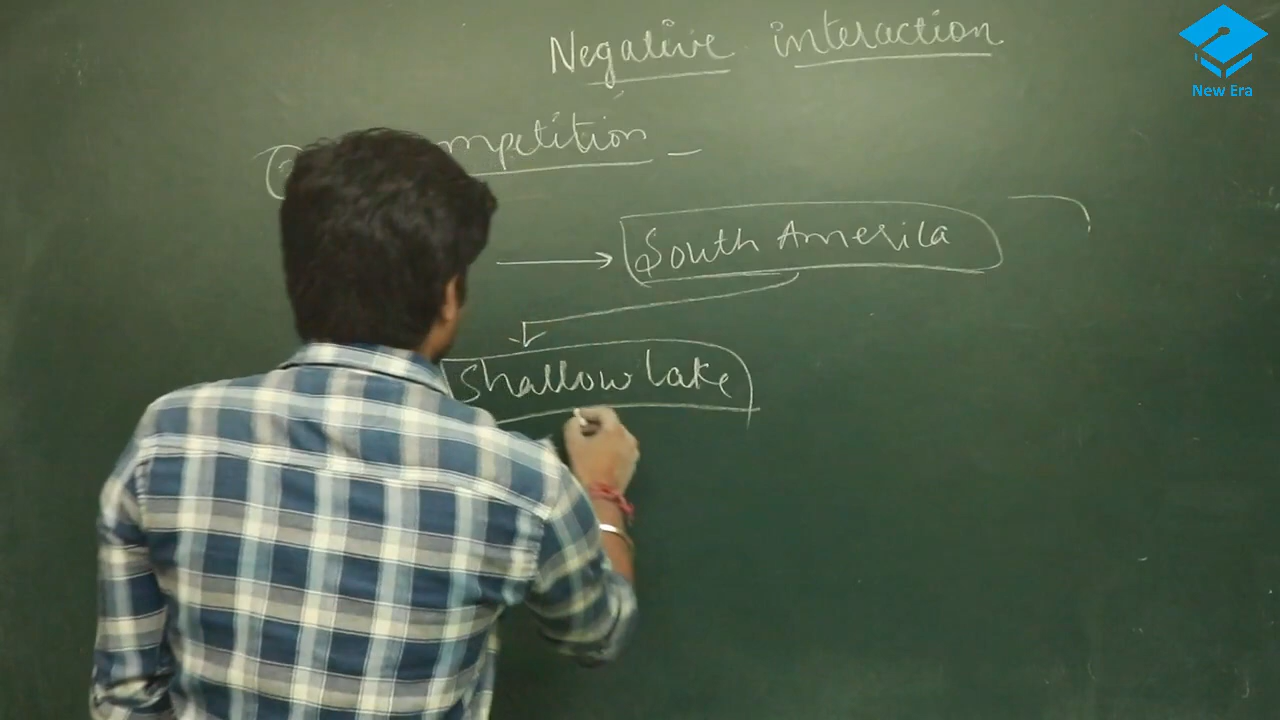 Negative interaction
mpetition -
South America
Shallow lake
New Era